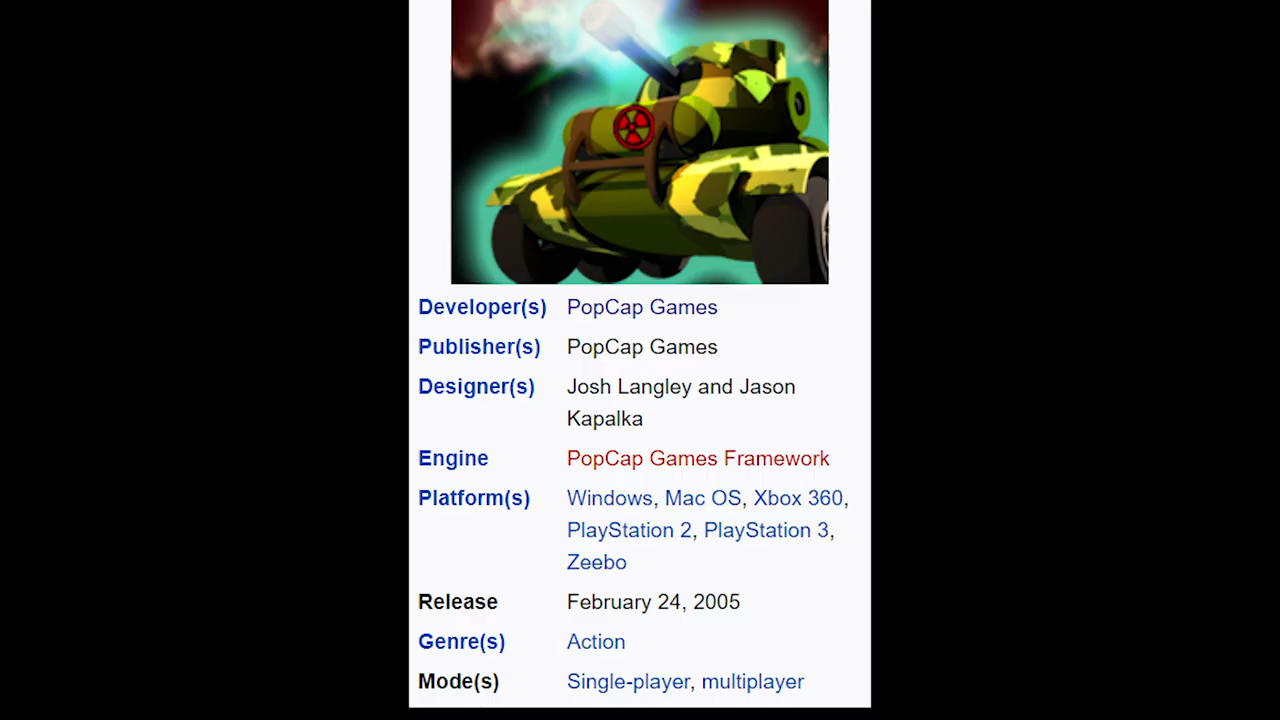 Developer(s) PopCap Games
Publisher(s) PopCap Games
Designer(s) Josh Langley and Jason
Kapalka
Engine PopCap Games Framework
Platform(s) Windows, Mac OS, Xbox 360,
PlayStation 2, PlayStation 3,
Zeebo
Release February 24, 2005
Genre(s) Action
Mode(s) Single-player, multiplayer